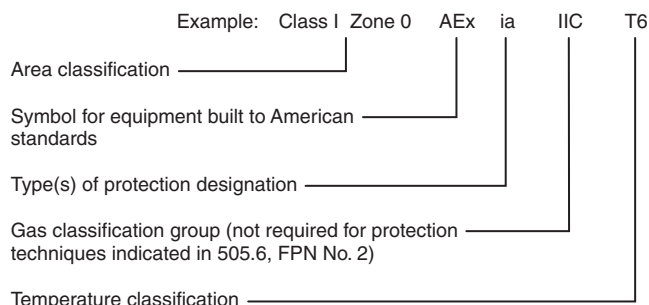 Example: Class I Zone 0 AEx ia IIC T6
Area classification
Symbol for equipment built to American
standards
Type(s) of protection designation
Gas classification group (not required for protection
techniques indicated in 505.6, FPN No. 2)
Temperature classification